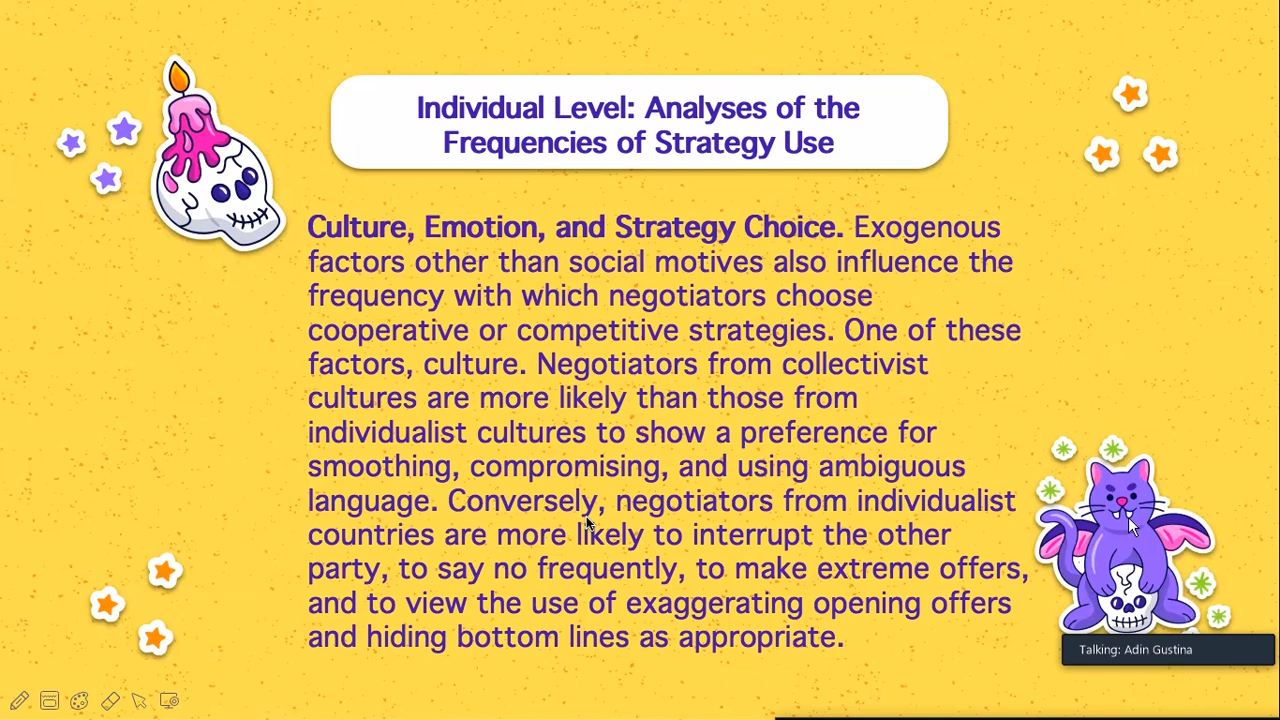 Individual Level: Analyses of the
Frequencies of Strategy Use
Culture, Emotion, and Strategy Choice. Exogenous
factors other than social motives also influence the
frequency with which negotiators choose
cooperative or competitive strategies. One of these
factors, culture. Negotiators from collectivist
cultures are more likely than those from
individualist cultures to show a preference for
smoothing, compromising, and using ambiguous
language. Conversely, negotiators from individualist
countries are more likely to interrupt the other
party, to say no frequently, to make extreme offers,
and to view the use of exaggerating opening offers
and hiding bottom lines as appropriate.
Talking: Adin Gustina